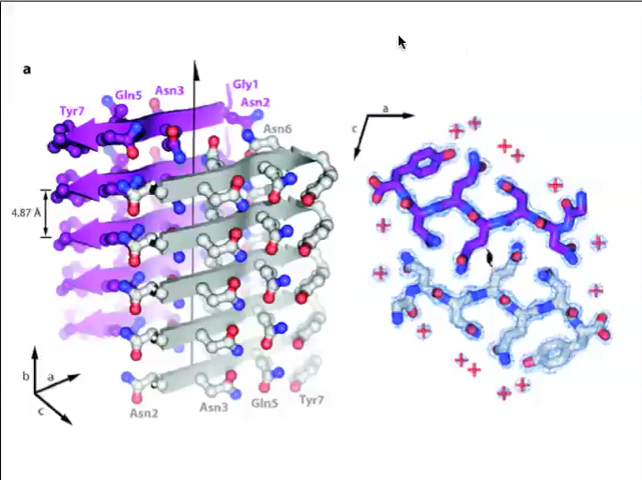 a
Tyr7
Gln5
Asn3
Gly1
Asn2
Asn6
4.87 Å
b
a
c
Asn2
Asn3
Gln5
Tyr7
a
c